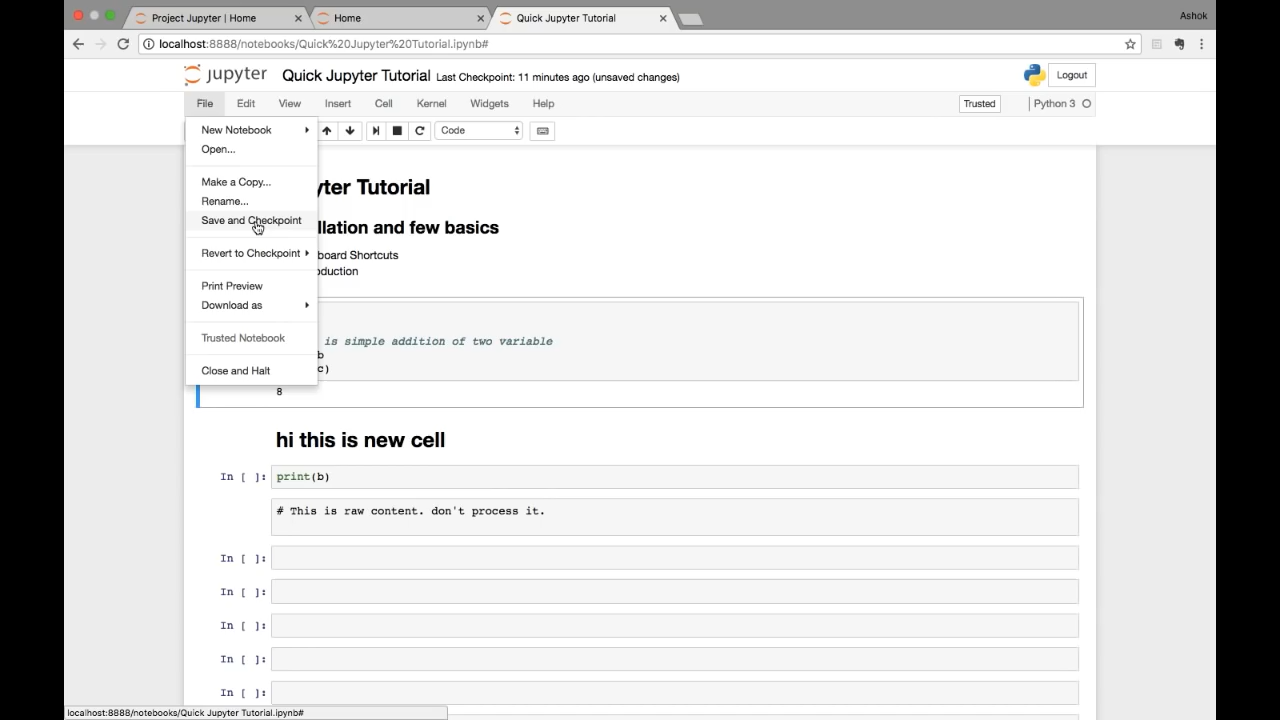 Project Jupyter | Home
Home
Quick Jupyter Tutorial
Ashok
localhost:8888/notebooks/Quick%20Jupyter%20Tutorial.ipynb#
jupyter Quick Jupyter Tutorial Last Checkpoint: 11 minutes ago (unsaved changes)
Logout
File Edit View Insert Cell Kernel Widgets Help
Trusted
Python 3
Code
New Notebook
Open...
Make a Copy...
Rename...
Save and Checkpoint
Revert to Checkpoint
Print Preview
Download as
Trusted Notebook
Close and Halt
yter Tutorial
llation and few basics
board Shortcuts
duction
is simple addition of two variable
b
c)
8
hi this is new cell
In [ ]: print(b)
# This is raw content. don't process it.
In [ ]:
In [ ]:
In [ ]:
In [ ]:
In [ ]:
localhost:8888/notebooks/Quick Jupyter Tutorial.ipynb#